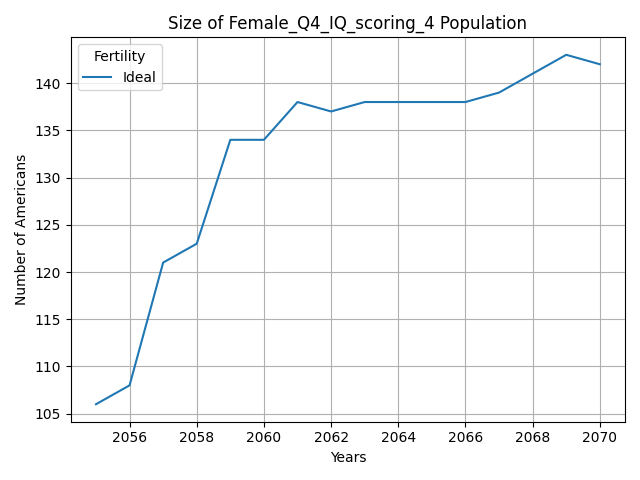 Size of Female_Q4_IQ_scoring_4 Population
Fertility
Ideal
Number of Americans
140
135
130
125
120
115
110
105
2056 2058 2060 2062 2064 2066 2068 2070
Years